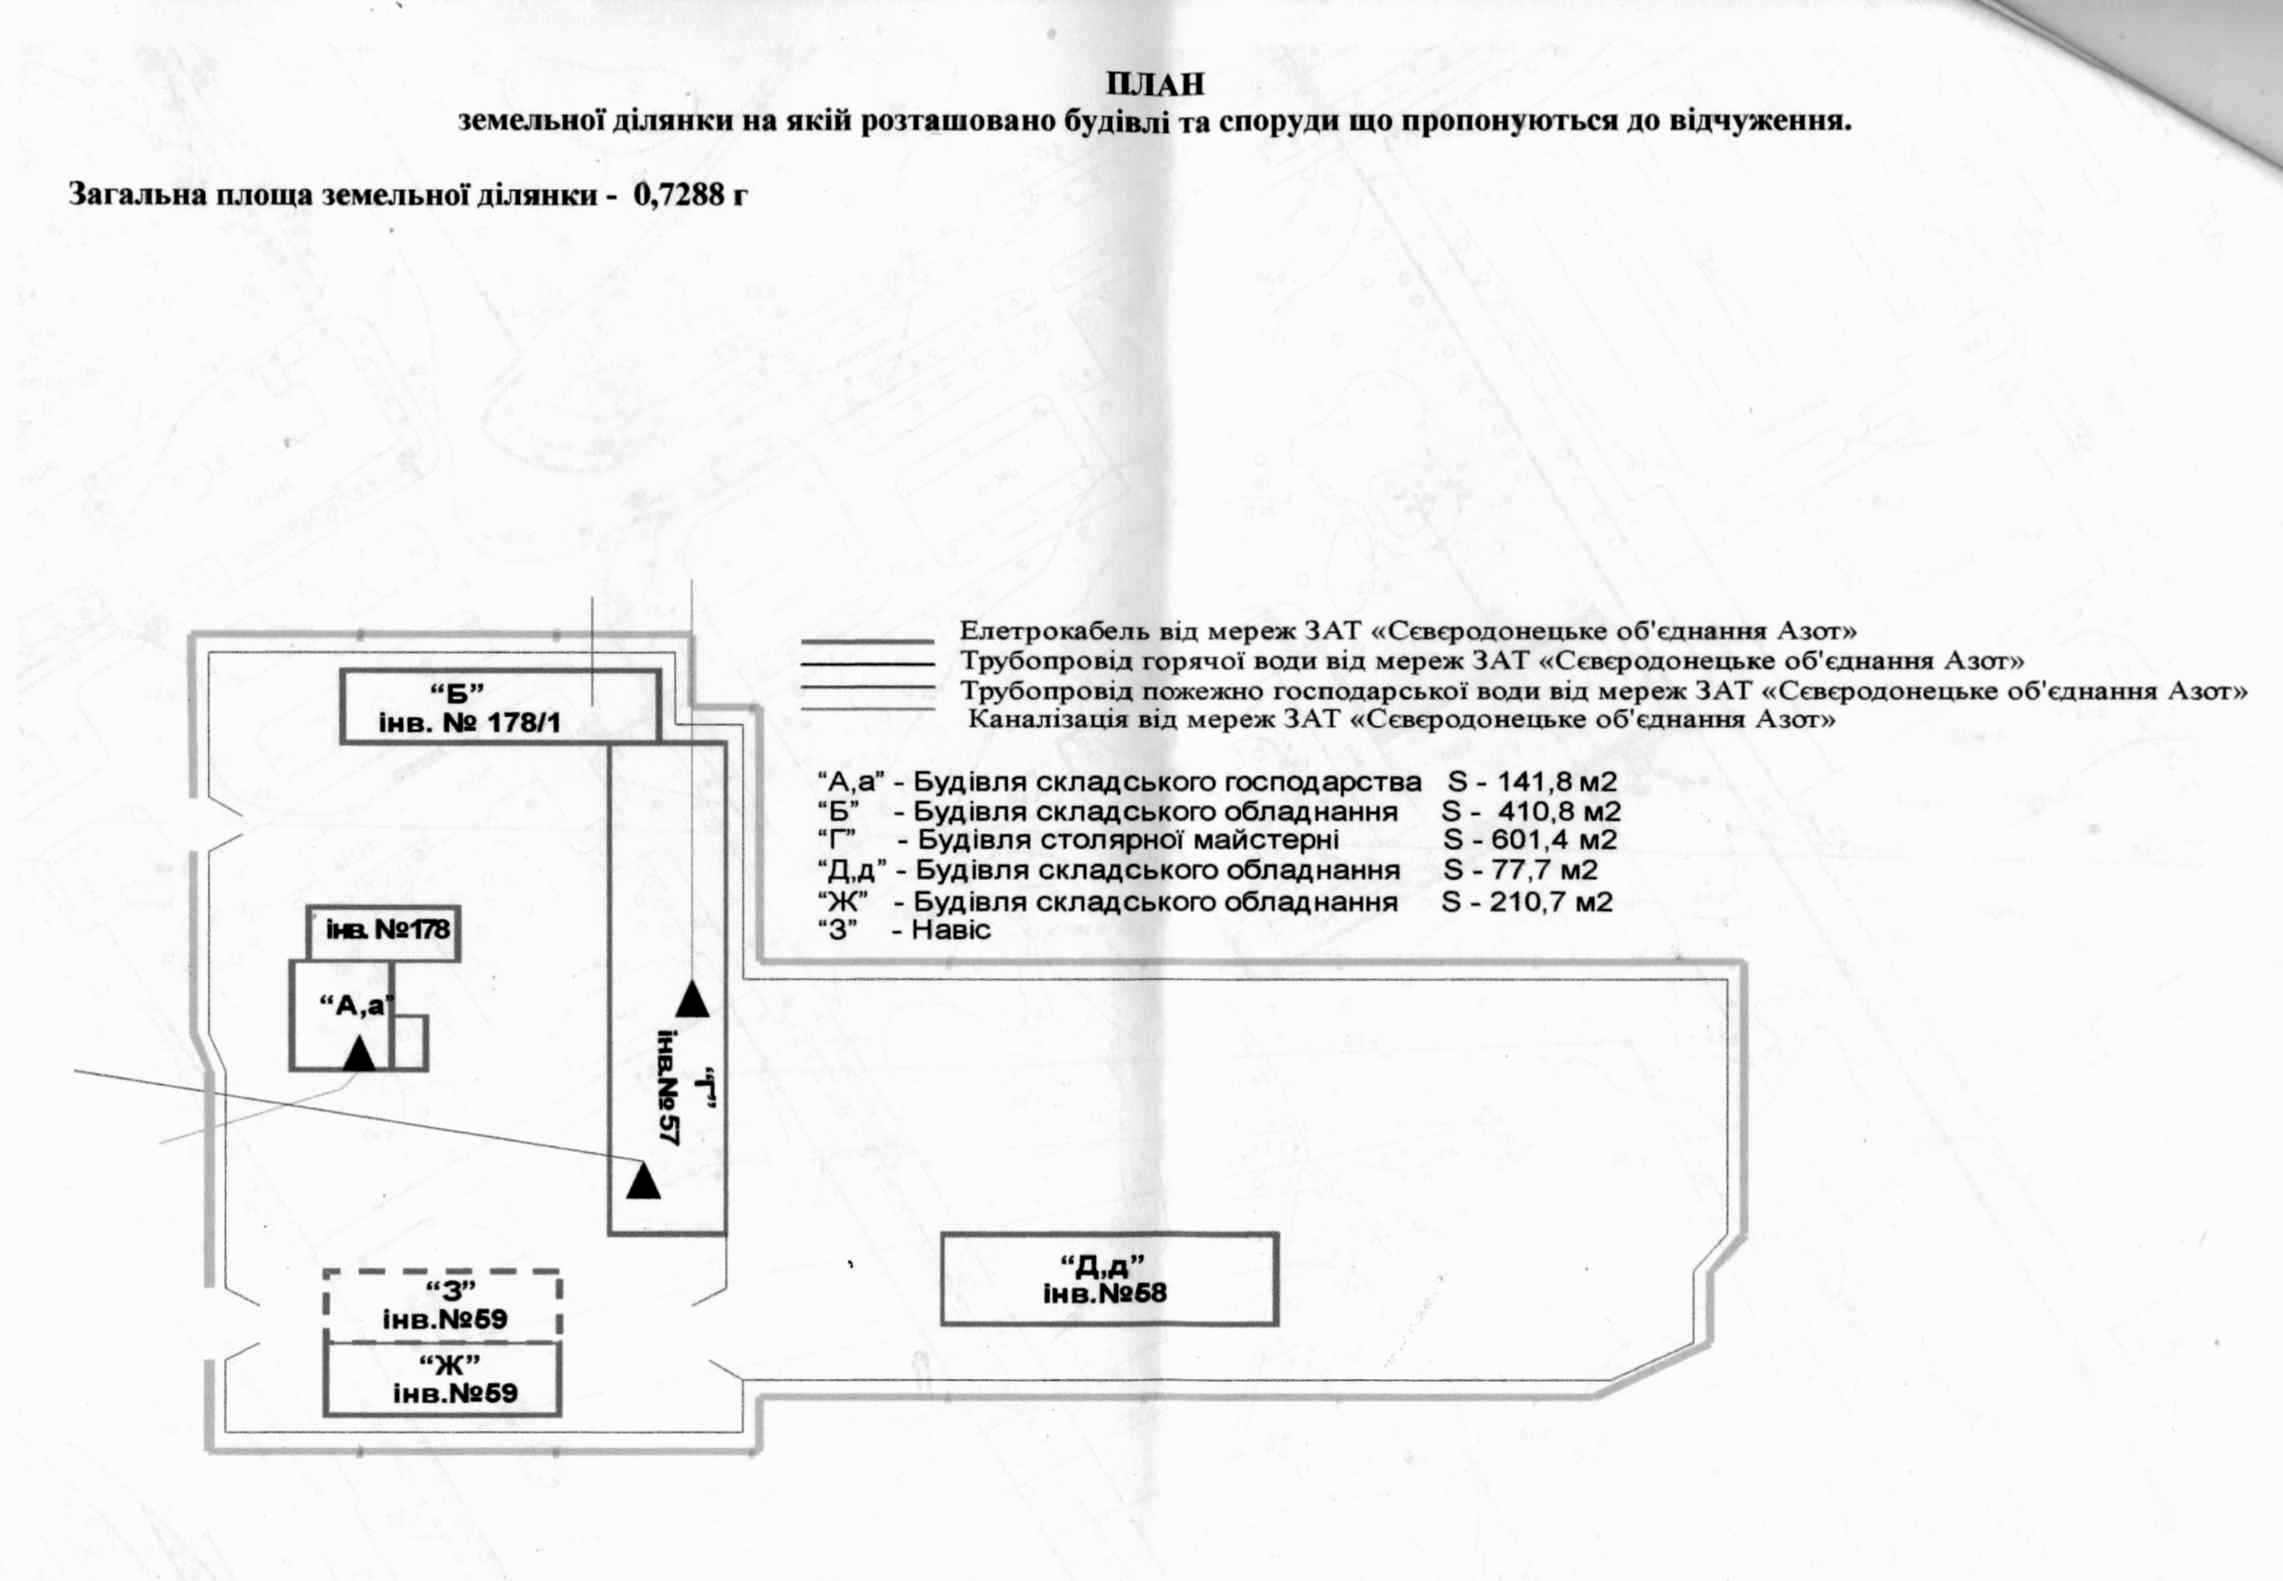 ПЛАН
земельної ділянки на якій розташовано будівлі та споруди що пропонуються до відчуження.
Загальна площа земельної ділянки - 0,7288 г
Елетрокабель від мереж ЗАТ «Сєвєродонецьке об'єднання Азот»
Трубопровід горячої води від мереж ЗАТ «Сєвєродонецьке об'єднання Азот»
Трубопровід пожежно господарської води від мереж ЗАТ «Сєвєродонецьке об'єднання Азот»
Каналізація від мереж ЗАТ «Сєвєродонецьке об'єднання Азот»
“Б”
інв. № 178/1
“А,а” - Будівля складського господарства S - 141,8 м2
“Б” - Будівля складського обладнання S - 410,8 м2
“Г” - Будівля столярної майстерні S - 601,4 м2
“Д,д” - Будівля складського обладнання S - 77,7 м2
“Ж” - Будівля складського обладнання S - 210,7 м2
“З” - Навіс
інв. №178
“А,а”
“Г”
інв.№ 57
“Д,д”
інв.№58
“З”
інв.№59
“Ж”
інв.№59